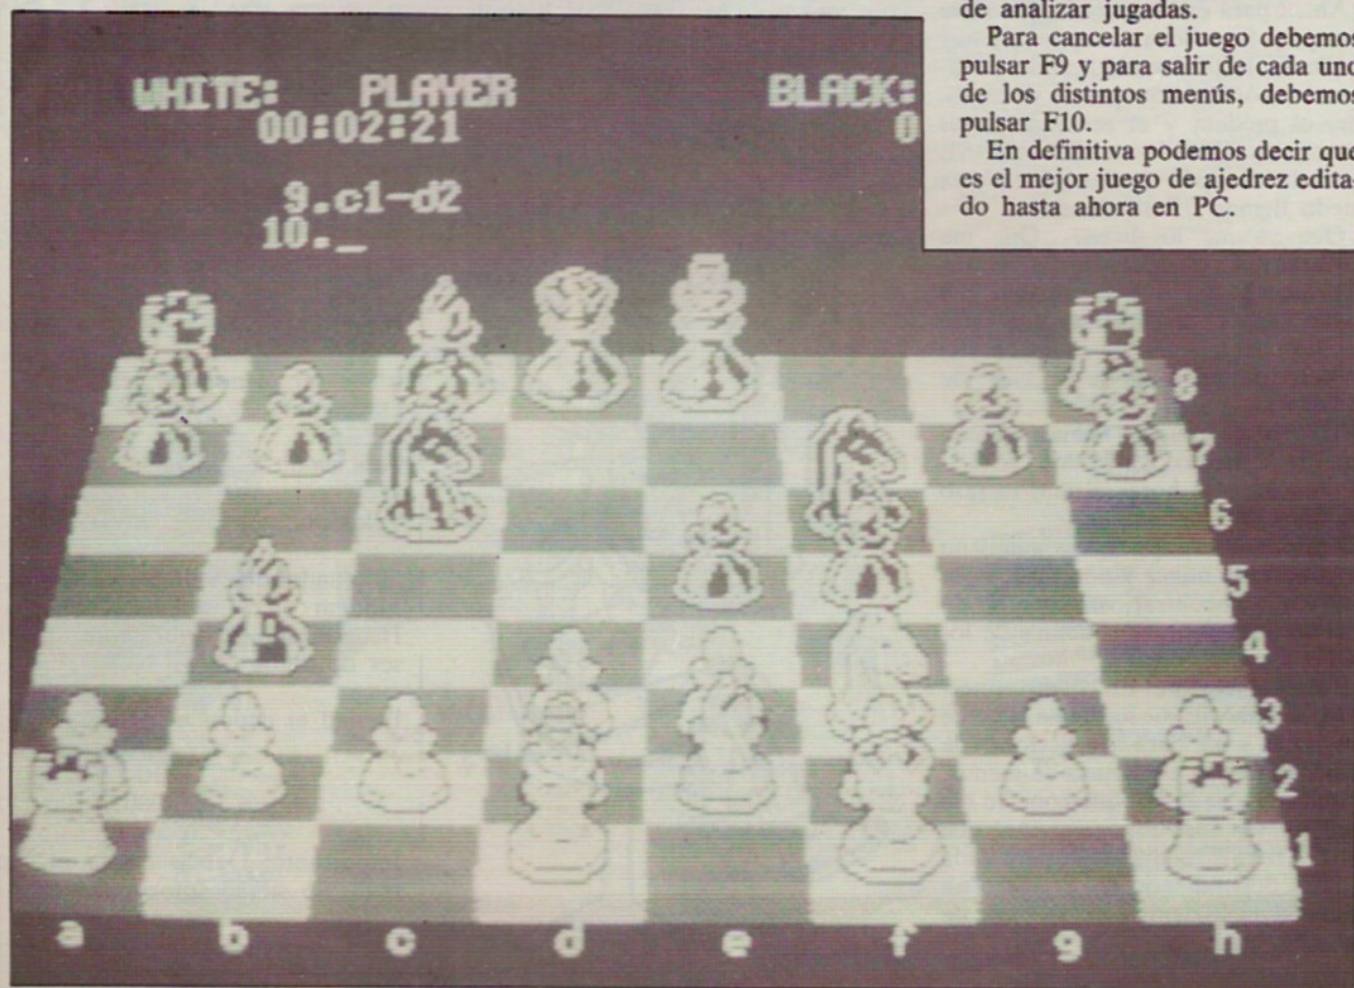 de analizar jugadas.
Para cancelar el juego debemos
pulsar F9 y para salir de cada uno
de los distintos menús, debemos
pulsar F10.
En definitiva podemos decir que
es el mejor juego de ajedrez edita-
do hasta ahora en PC.
WHITE: PLAYER BLACK:
00:02:21 0
9.c1-d2
10._
8
7
6
5
4
3
2
1
a b c d e f g h